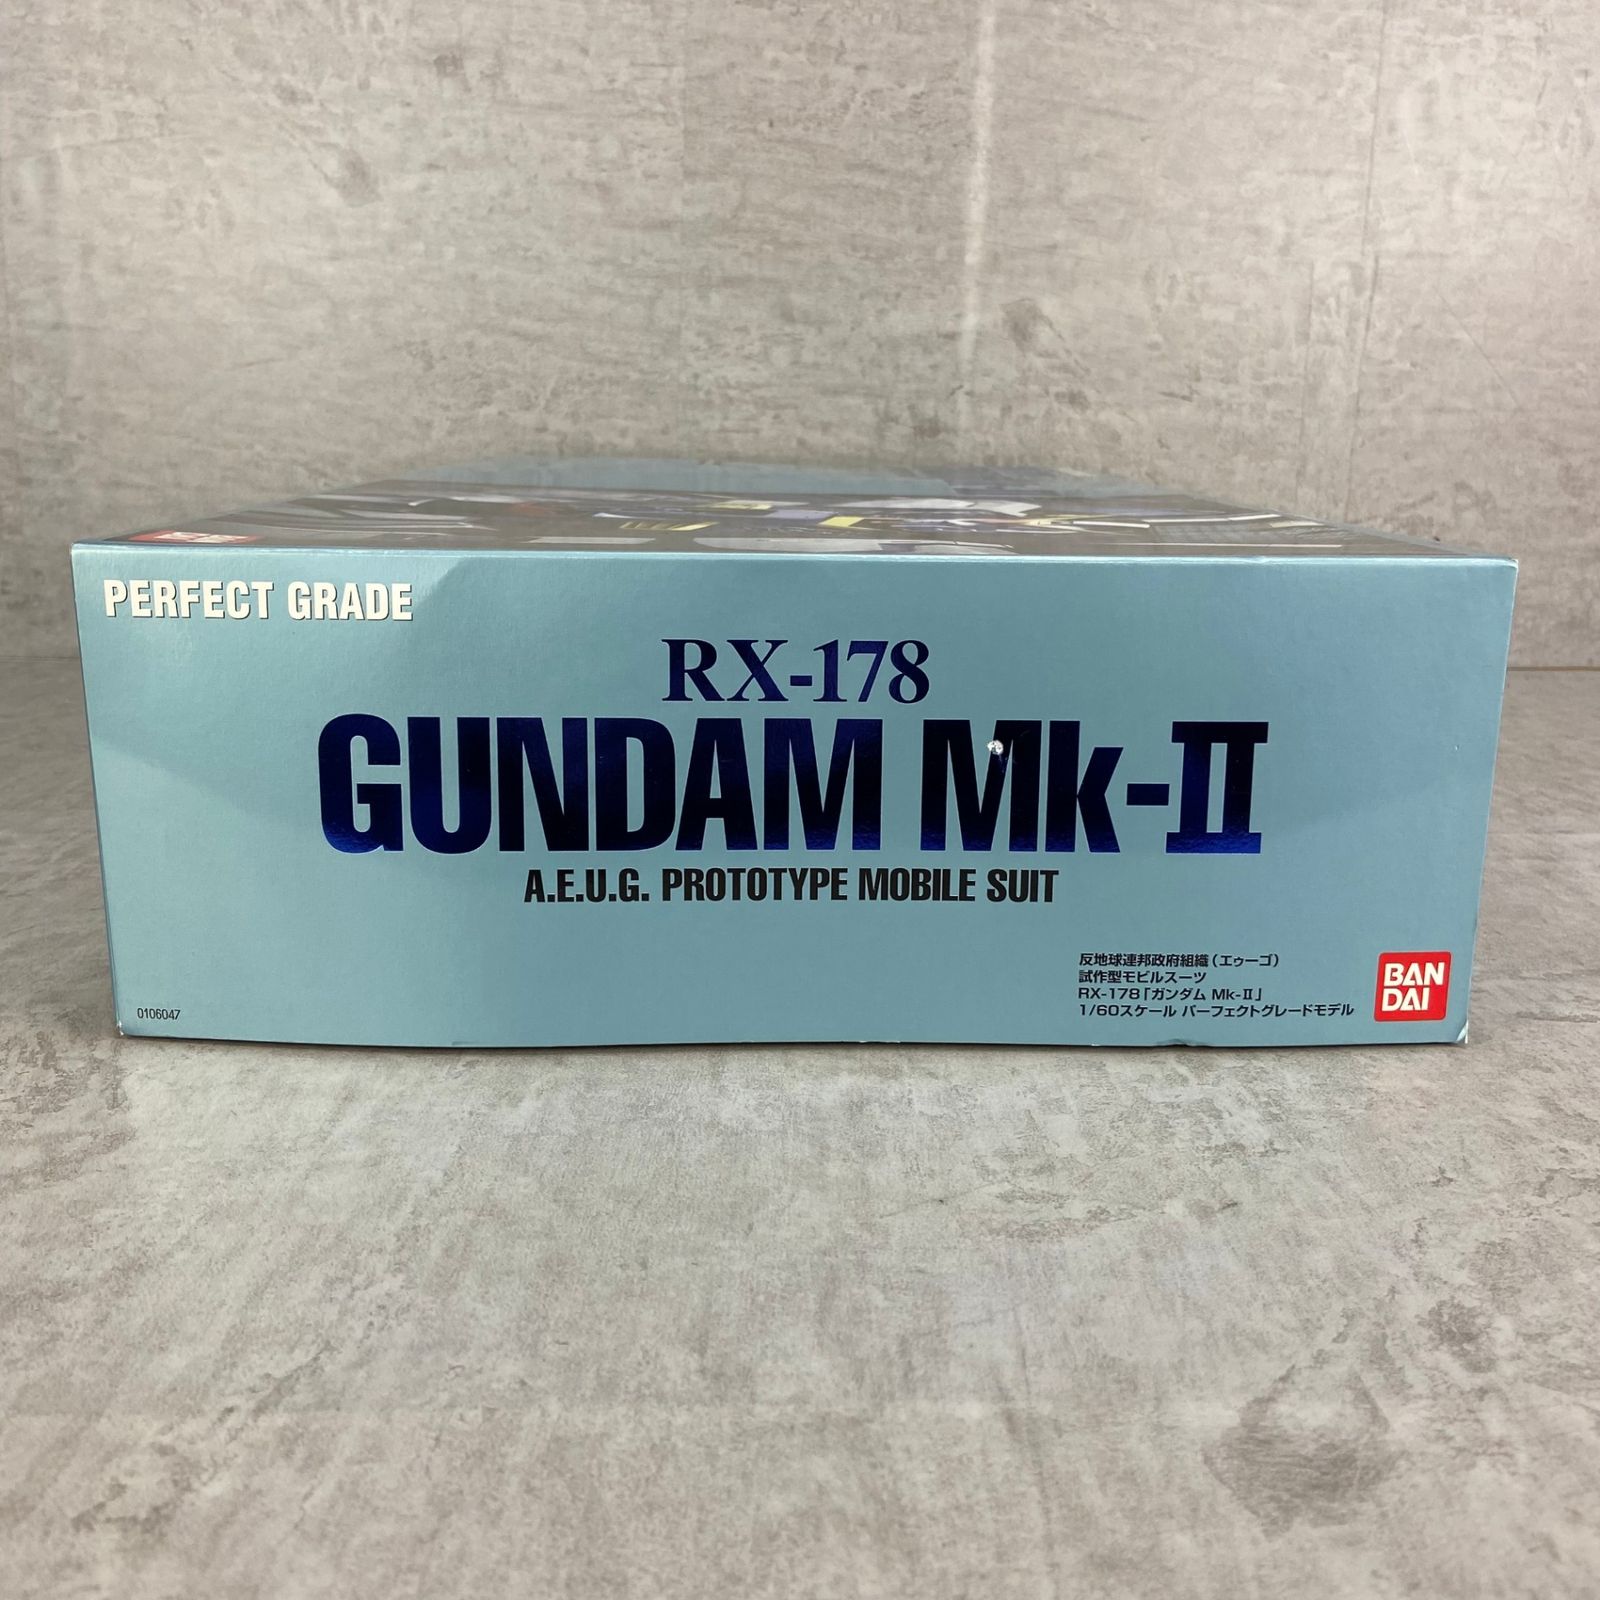 PERFECT GRADE
RX-178
GUNDAM Mk-II
A.E.U.G. PROTOTYPE MOBILE SUIT
反地球連邦政府組織（エゥーゴ）
試作型モビルスーツ
RX-178「ガンダム Mk-II」
1/60スケール パーフェクトグレードモデル
BAN
DAI
0106047